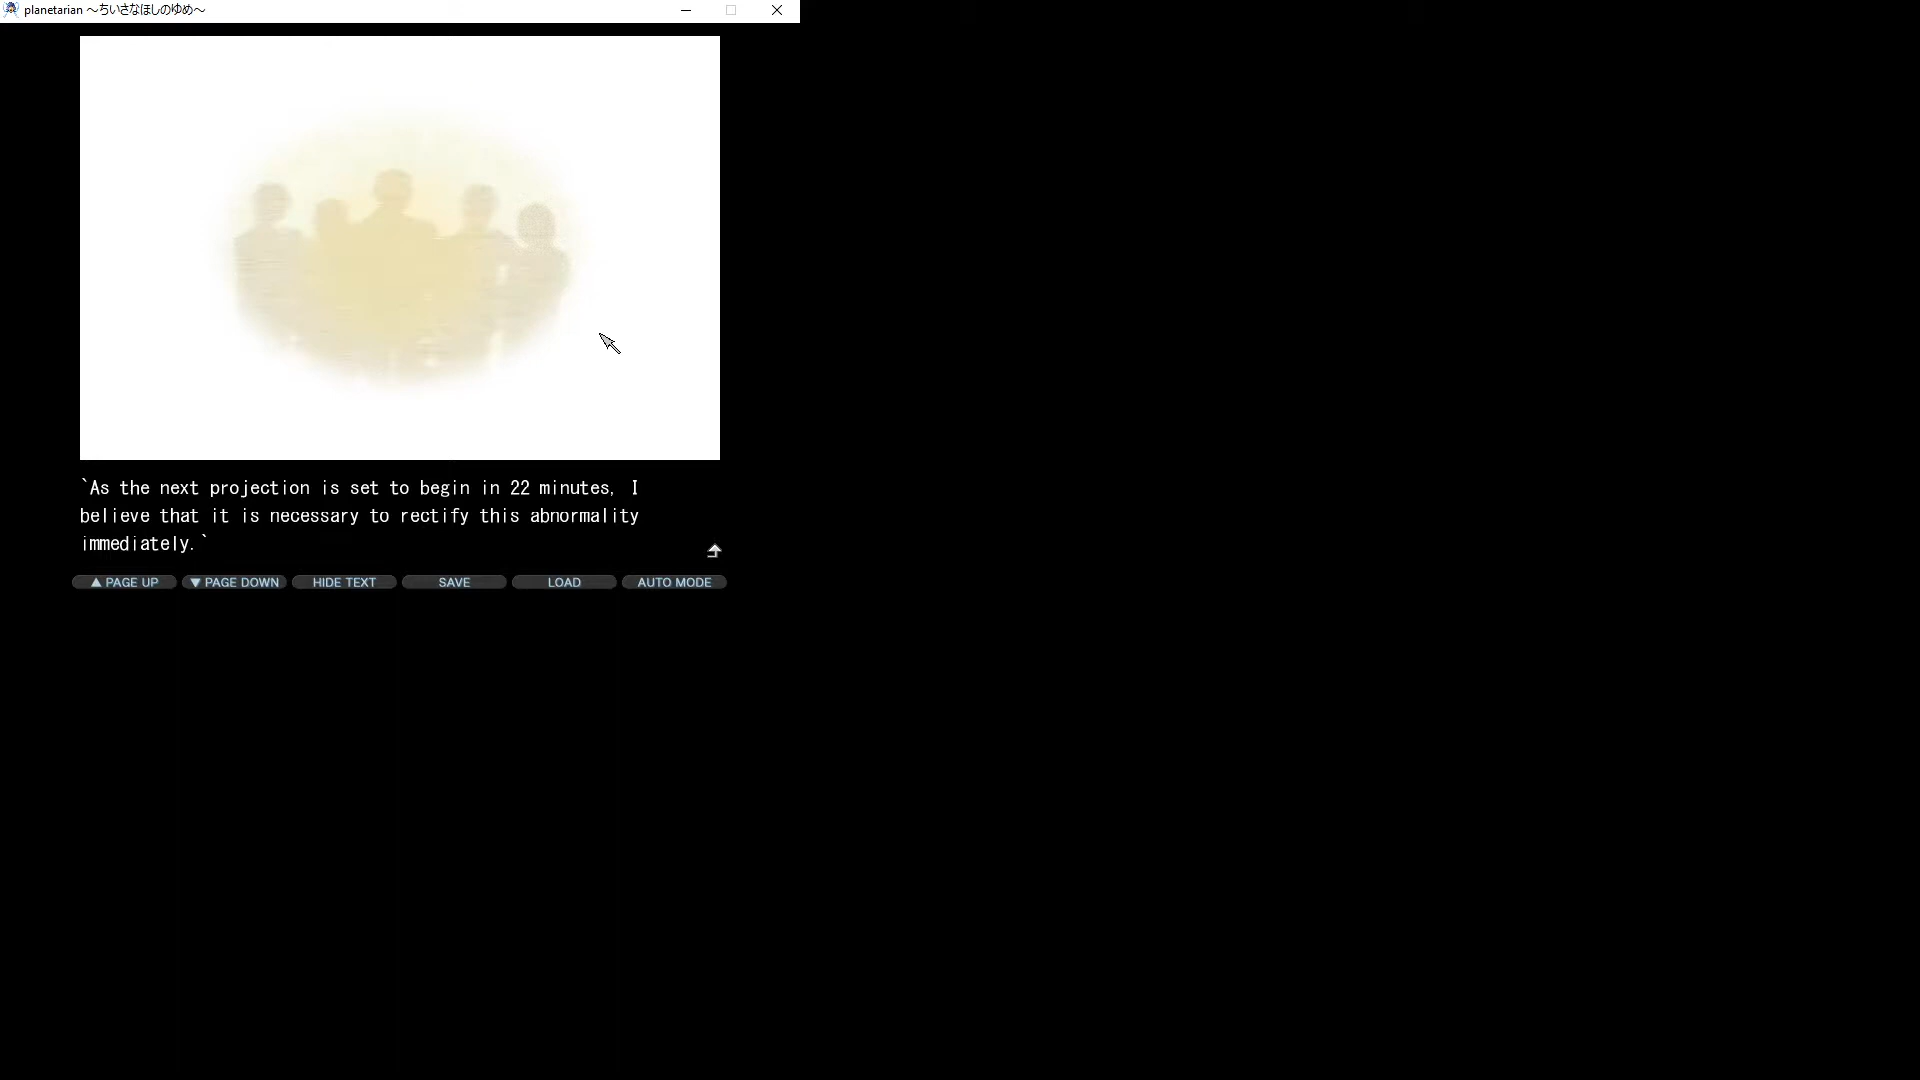 planetarian ～ちいさなほしのゆめ～
`As the next projection is set to begin in 22 minutes, I
believe that it is necessary to rectify this abnormality
immediately.`
▲ PAGE UP ▼ PAGE DOWN HIDE TEXT SAVE LOAD AUTO MODE